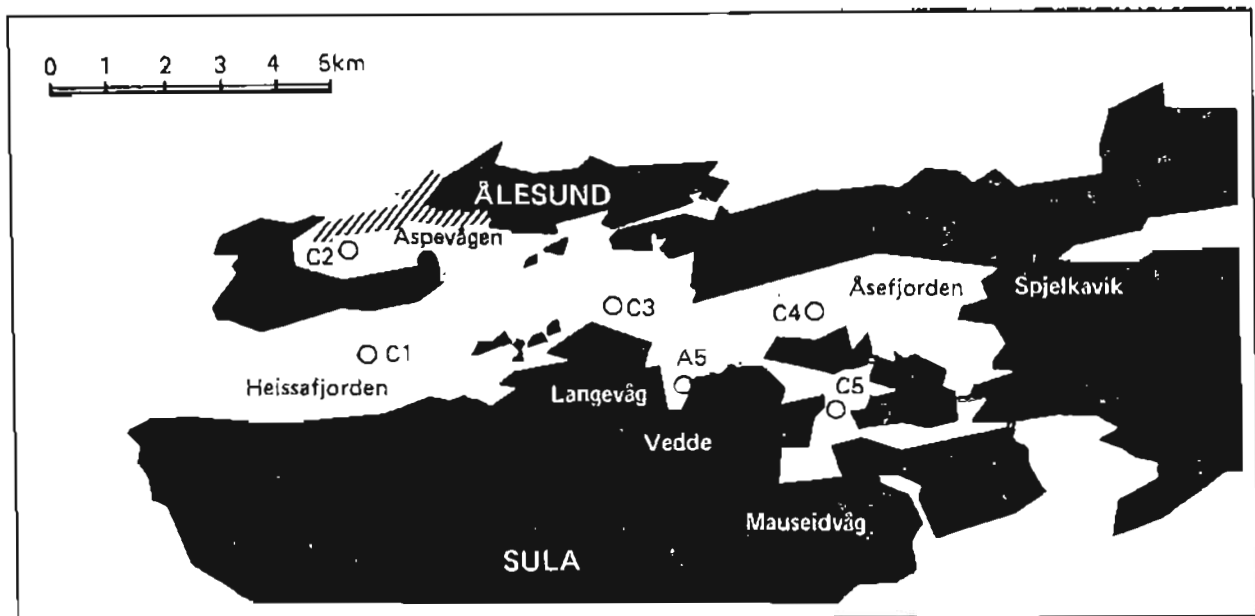 0 1 2 3 4 5km
ÅLESUND
Aspevågen
C2
Åsefjorden
Spjelkavik
C3
C4
C1
A5
Heissafjorden
Langevåg
C5
Vedde
Mauseidvåg
SULA